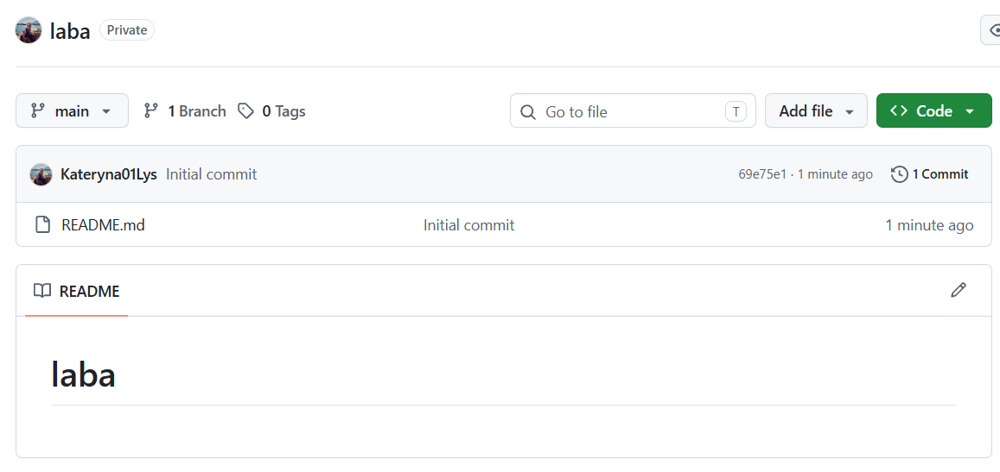 laba Private
main 1 Branch 0 Tags Go to file T Add file Code
Kateryna01Lys Initial commit 69e75e1 · 1 minute ago 1 Commit
README.md Initial commit 1 minute ago
README
laba